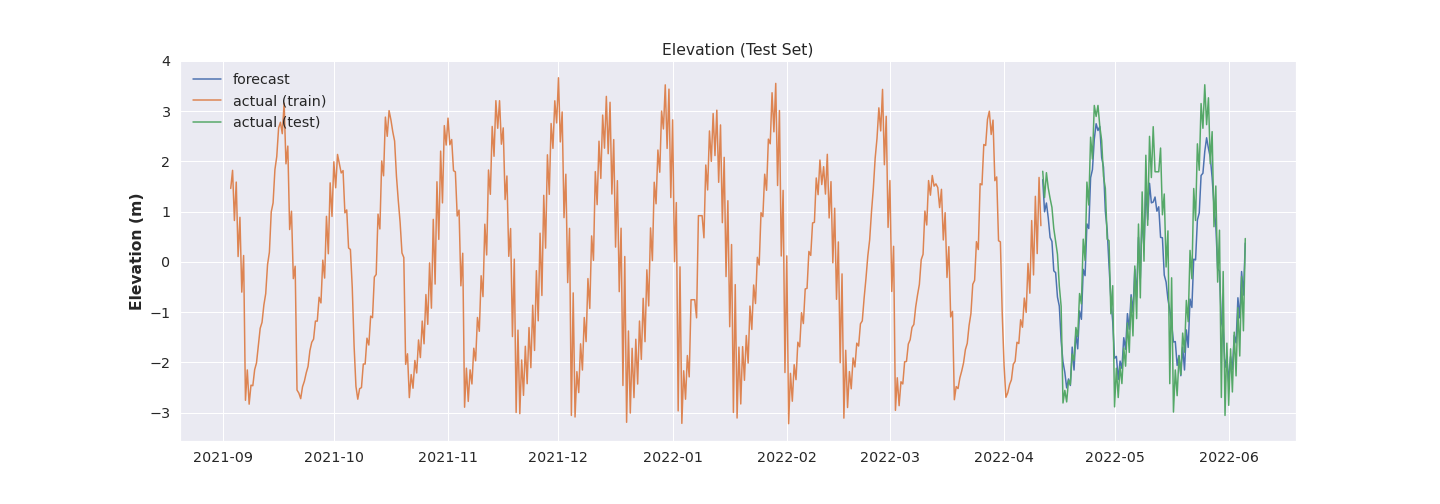 Elevation (Test Set)
forecast
actual (train)
actual (test)
Elevation (m)
4
3
2
1
0
−1
−2
−3
2021-09 2021-10 2021-11 2021-12 2022-01 2022-02 2022-03 2022-04 2022-05 2022-06